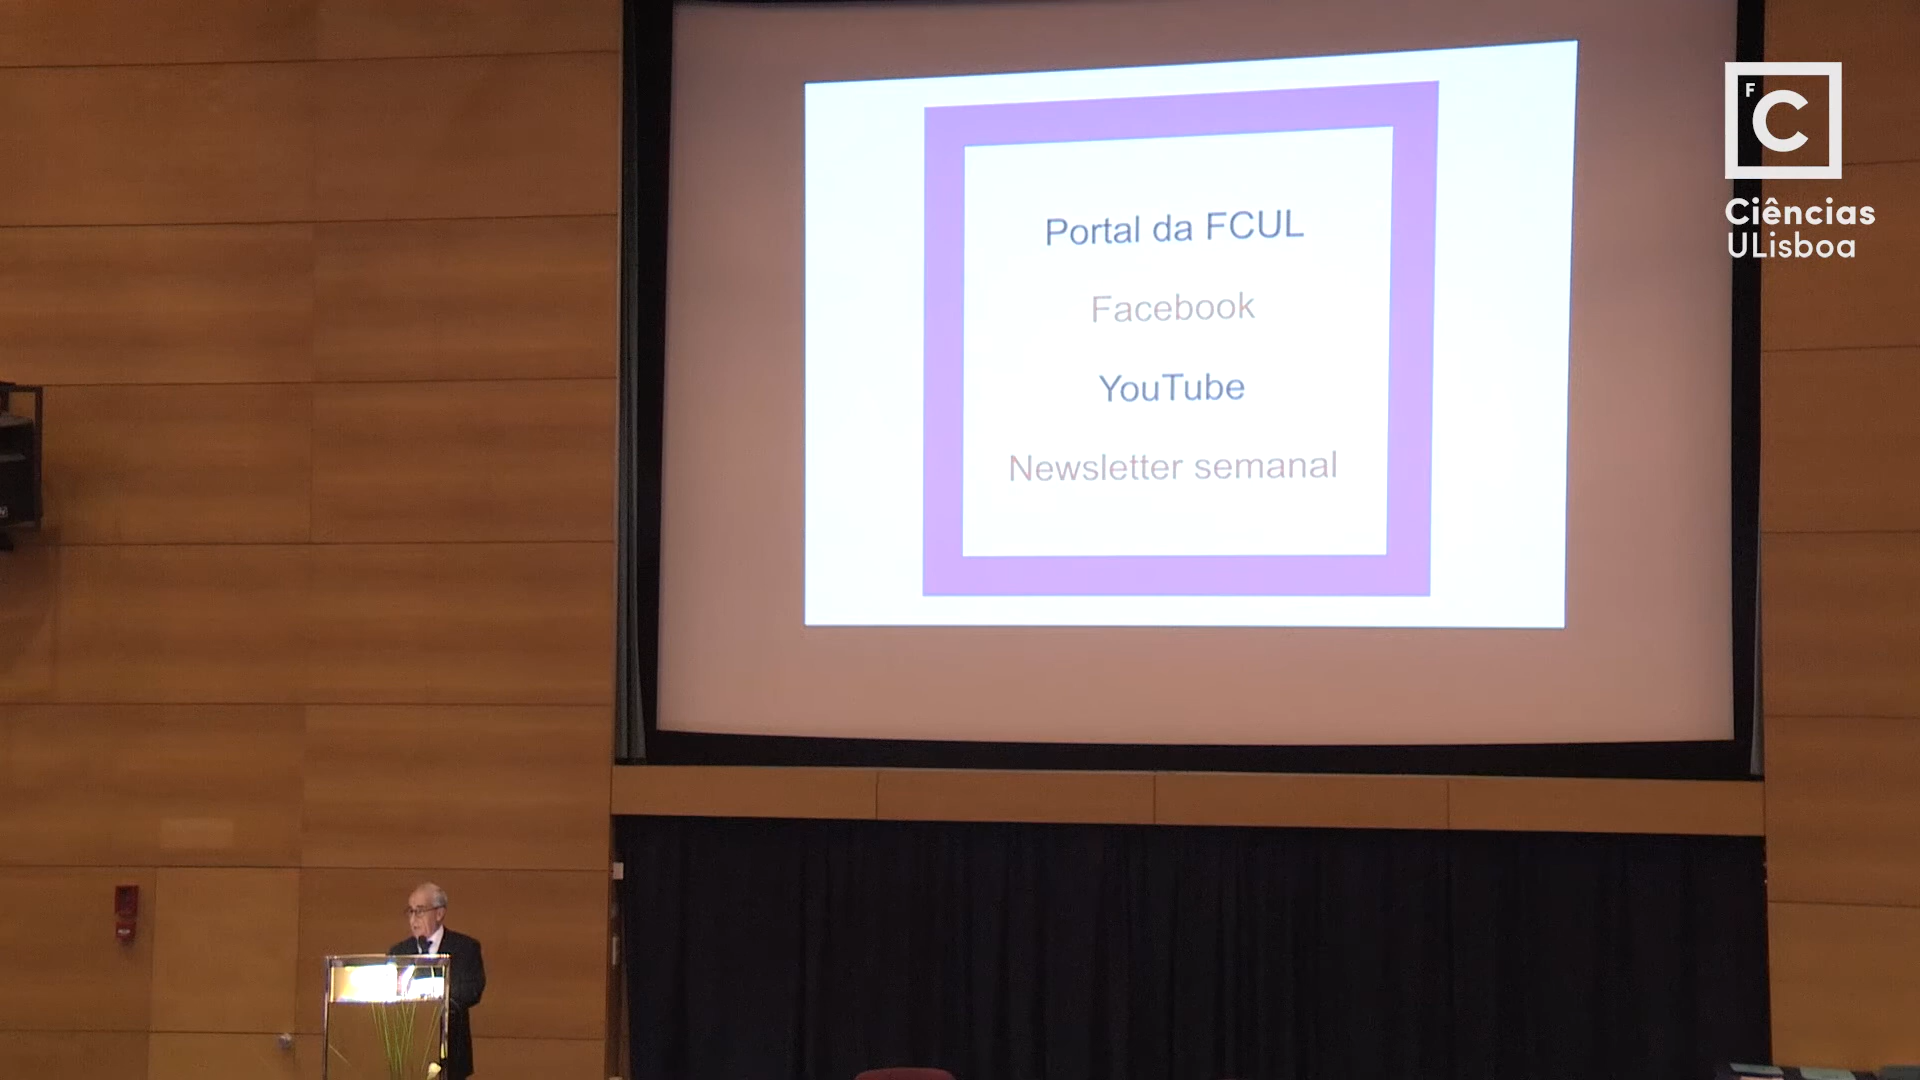 Portal da FCUL
Facebook
YouTube
Newsletter semanal
F
C
Ciências
ULisboa